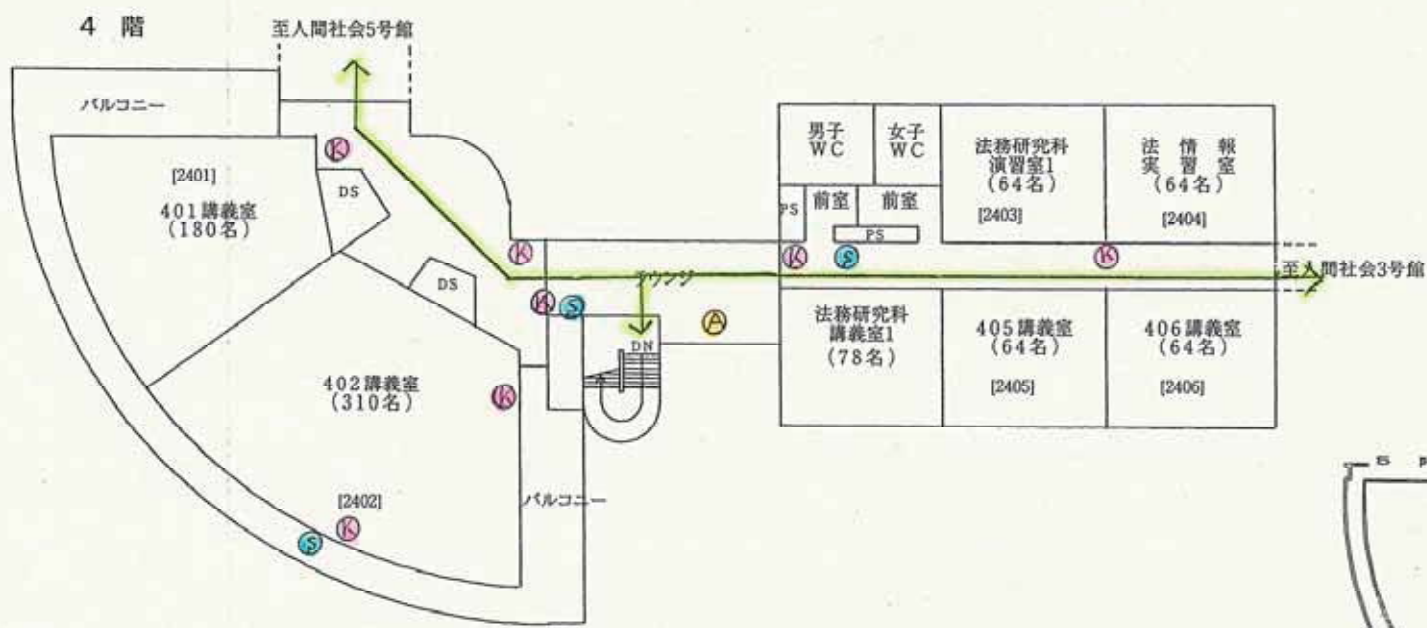 4 階
至人間社会5号館
バルコニー
[2401]
401講義室
(180名)
DS
DS
402講義室
(310名)
[2402]
バルコニー
ラウンジ
DN
男子
WC
女子
WC
PS
前室
前室
PS
法務研究科
演習室1
(64名)
[2403]
法情報
実習室
(64名)
[2404]
至人間社会3号館
法務研究科
講義室1
(78名)
405講義室
(64名)
[2405]
406講義室
(64名)
[2406]
K
K
K
S
K
K
S
A
K
S
K